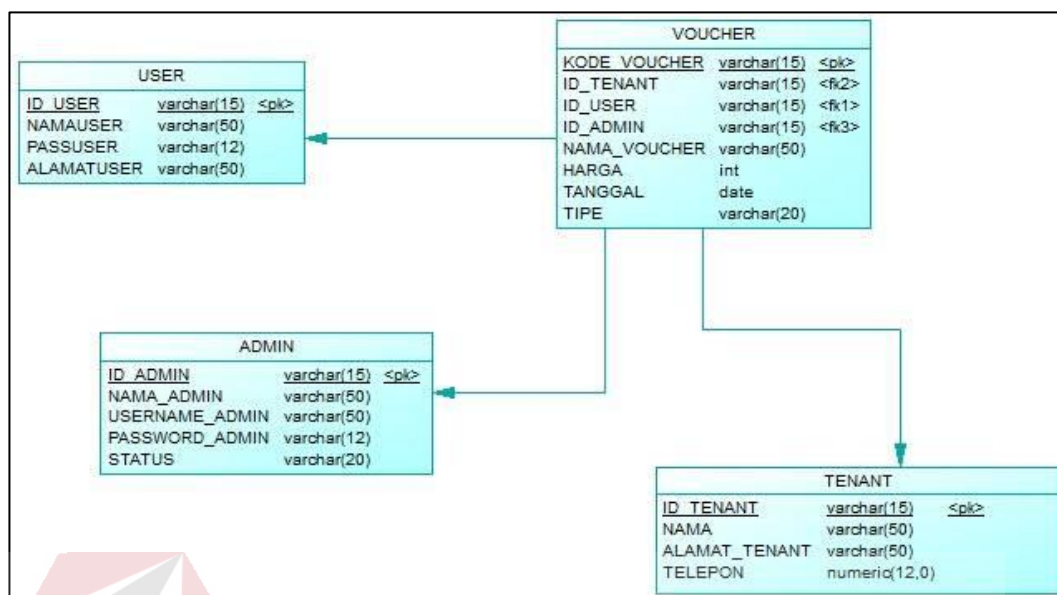 USER
ID_USER varchar(15) <pk>
NAMAUSER varchar(50)
PASSUSER varchar(12)
ALAMATUSER varchar(50)
VOUCHER
KODE_VOUCHER varchar(15) <pk>
ID_TENANT varchar(15) <fk2>
ID_USER varchar(15) <fk1>
ID_ADMIN varchar(15) <fk3>
NAMA_VOUCHER varchar(50)
HARGA int
TANGGAL date
TIPE varchar(20)
ADMIN
ID_ADMIN varchar(15) <pk>
NAMA_ADMIN varchar(50)
USERNAME_ADMIN varchar(50)
PASSWORD_ADMIN varchar(12)
STATUS varchar(20)
TENANT
ID_TENANT varchar(15) <pk>
NAMA varchar(50)
ALAMAT_TENANT varchar(50)
TELEPON numeric(12,0)